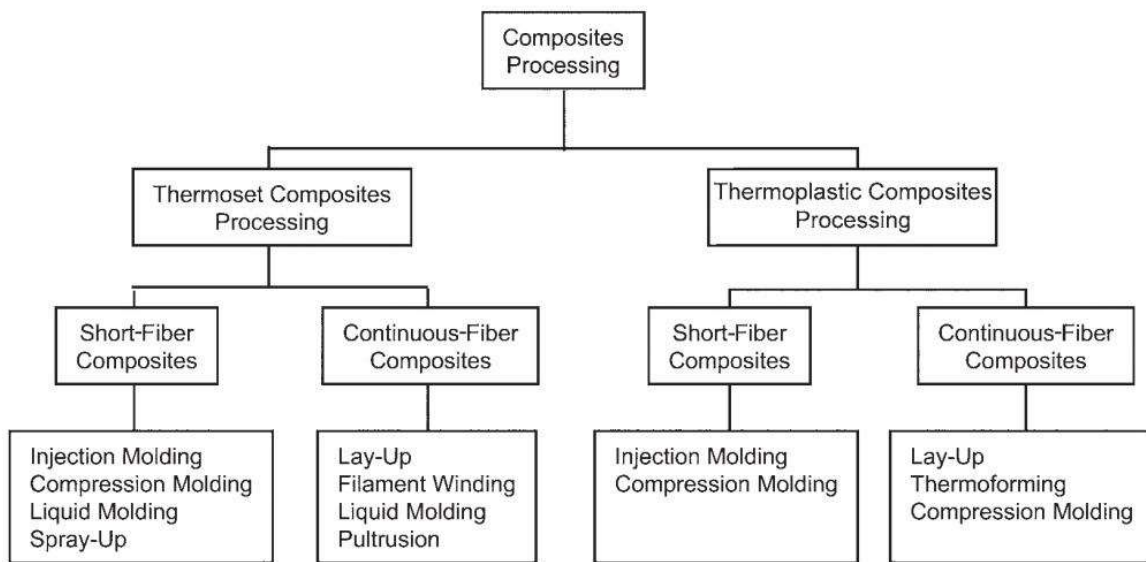 Composites
Processing
Thermoset Composites
Processing
Thermoplastic Composites
Processing
Short-Fiber
Composites
Continuous-Fiber
Composites
Short-Fiber
Composites
Continuous-Fiber
Composites
Injection Molding
Compression Molding
Liquid Molding
Spray-Up
Lay-Up
Filament Winding
Liquid Molding
Pultrusion
Injection Molding
Compression Molding
Lay-Up
Thermoforming
Compression Molding